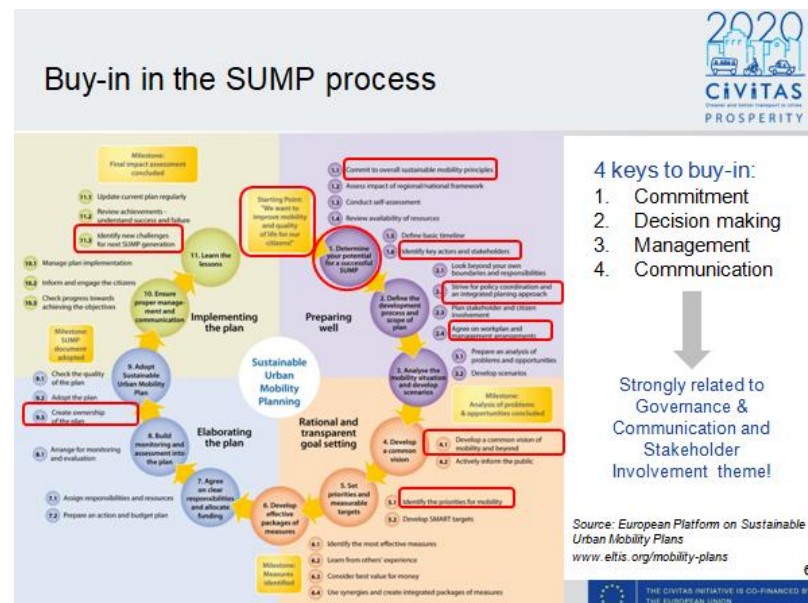 Buy-in in the SUMP process
2020
CiViTAS
Cleaner and better transport in cities
PROSPERITY
Milestone:
Final impact assessment
concluded
11.1 Update current plan regularly
11.2 Review achievements -
understand success and failure
11.3 Identify new challenges
for next SUMP generation
10.1 Manage plan implementation
10.2 Inform and engage the citizens
10.3 Check progress towards
achieving the objectives
11. Learn the
lessons
10. Ensure
proper manage-
ment and
communication
Implementing
the plan
Starting Point:
"We want to
improve mobility
and quality
of life for our
citizens!"
1.1 Commit to overall sustainable mobility principles
1.2 Assess impact of regional/national framework
1.3 Conduct self-assessment
1.4 Review availability of resources
1.5 Define basic timeline
1.6 Identify key actors and stakeholders
1. Determine
your potential
for a successful
SUMP
2.1 Look beyond your own
boundaries and responsibilities
Strive for policy coordination and
an integrated planning approach
2.3 Plan stakeholder and citizen
involvement
2.4 Agree on workplan and
management arrangements
2. Define the
development
process and
scope of
plan
Preparing
well
3.1 Prepare an analysis of
problems and opportunities
3.2 Develop scenarios
3. Analyse the
mobility situation
and develop
scenarios
Milestone:
Analysis of problems
& opportunities concluded
Sustainable
Urban
Mobility
Planning
Milestone:
SUMP
document
adopted
9. Adopt
Sustainable
Urban Mobility
Plan
9.1 Check the quality
of the plan
9.2 Adopt the plan
9.3 Create ownership
of the plan
8. Build
monitoring and
assessment into
the plan
8.1 Arrange for monitoring
and evaluation
Elaborating
the plan
7. Agree
on clear
responsibilities
and allocate
funding
7.1 Assign responsibilities and resources
7.2 Prepare an action and budget plan
Rational and
transparent
goal setting
4. Develop
a common
vision
4.1 Develop a common vision of
mobility and beyond
4.2 Actively inform the public
5. Set
priorities and
measurable
targets
5.1 Identify the priorities for mobility
5.2 Develop SMART targets
6. Develop
effective
packages of
measures
6.1 Identify the most effective measures
6.2 Learn from others' experience
6.3 Consider best value for money
6.4 Use synergies and create integrated packages of measures
Milestone:
Measures
identified
4 keys to buy-in:
1. Commitment
2. Decision making
3. Management
4. Communication
Strongly related to
Governance &
Communication and
Stakeholder
Involvement theme!
Source: European Platform on Sustainable
Urban Mobility Plans
www.eltis.org/mobility-plans
6
THE CIVITAS INITIATIVE IS CO-FINANCED B
THE EUROPEAN UNION